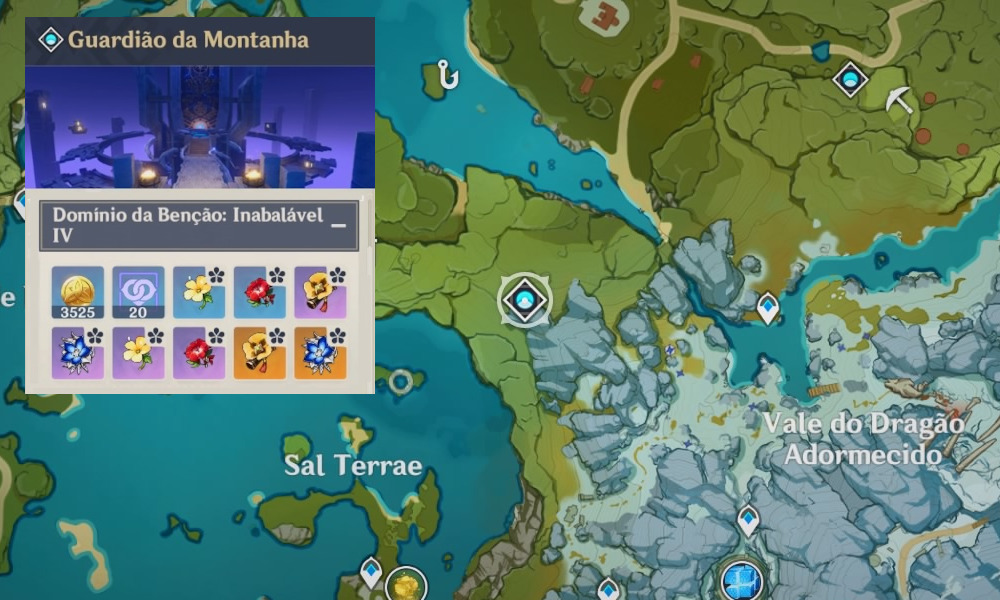 Guardião da Montanha
Domínio da Benção: Inabalável
IV
3525
20
e
Sal Terrae
Vale do Dragão
Adormecido